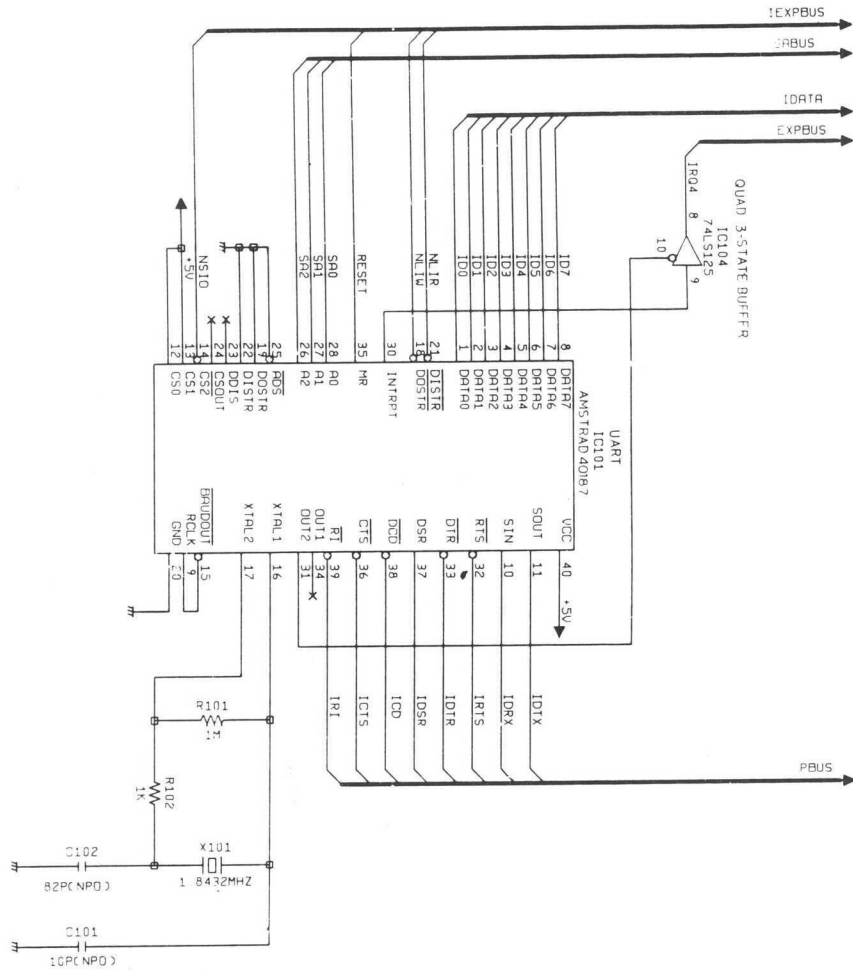 IEXPBUS
SABUS
IDATA
EXPBUS
IRQ4
8
10
9
QUAD 3-STATE BUFFER
IC104
74LS125
+5V
NSIO
SA2
SA1
SA0
RESET
NLIW
NLIR
ID0
ID1
ID2
ID3
ID4
ID5
ID6
ID7
12
13
14
24
23
22
19
25
26
27
28
35
30
18
21
1
2
3
4
5
6
7
8
CS0
CS1
CS2
CSOUT
DDIS
DISTR
DOSTR
ADS
A2
A1
A0
MR
INTRPT
DOSTR
DISTR
DATA0
DATA1
DATA2
DATA3
DATA4
DATA5
DATA6
DATA7
UART
IC101
AMSTRAD 40187
GND
RCLK
BAUDOUT
XTAL2
XTAL1
OUT2
OUT1
RI
CTS
DCD
DSR
DTR
RTS
SIN
SOUT
VCC
20
9
15
17
16
31
34
39
36
38
37
33
32
10
11
40
+5V
IRI
ICTS
ICD
IDSR
IDTR
IRTS
IDRX
IDTX
PBUS
R101
1M
R102
1K
C102
82P(NPO)
X101
1.8432MHZ
C101
10P(NPO)